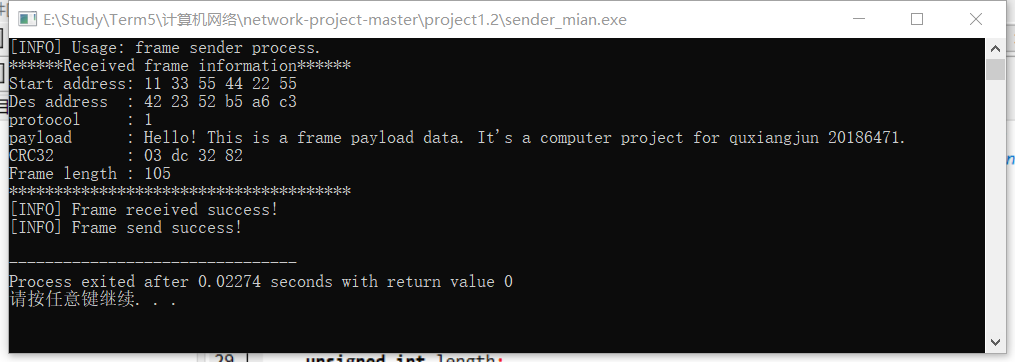 E:\Study\Term5\计算机网络\network-project-master\project1.2\sender_mian.exe
[INFO] Usage: frame sender process.
******Received frame information******
Start address: 11 33 55 44 22 55
Des address  : 42 23 52 b5 a6 c3
protocol     : 1
payload      : Hello! This is a frame payload data. It's a computer project for quxiangjun 20186471.
CRC32        : 03 dc 32 82
Frame length : 105
**************************************
[INFO] Frame received success!
[INFO] Frame send success!
--------------------------------
Process exited after 0.02274 seconds with return value 0
请按任意键继续. . .
29 unsigned int length;